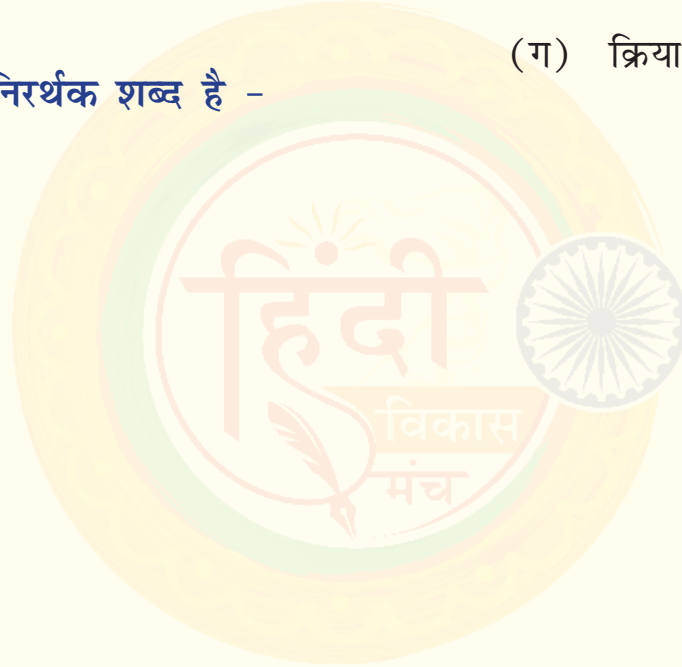 (ग) क्रिया
निरर्थक शब्द है -
हिंदी
विकास
मंच